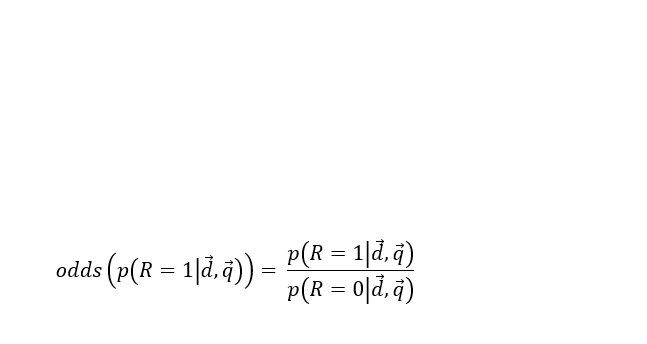 odds(p(R = 1|d⃗, q⃗)) = p(R = 1|d⃗, q⃗) / p(R = 0|d⃗, q⃗)